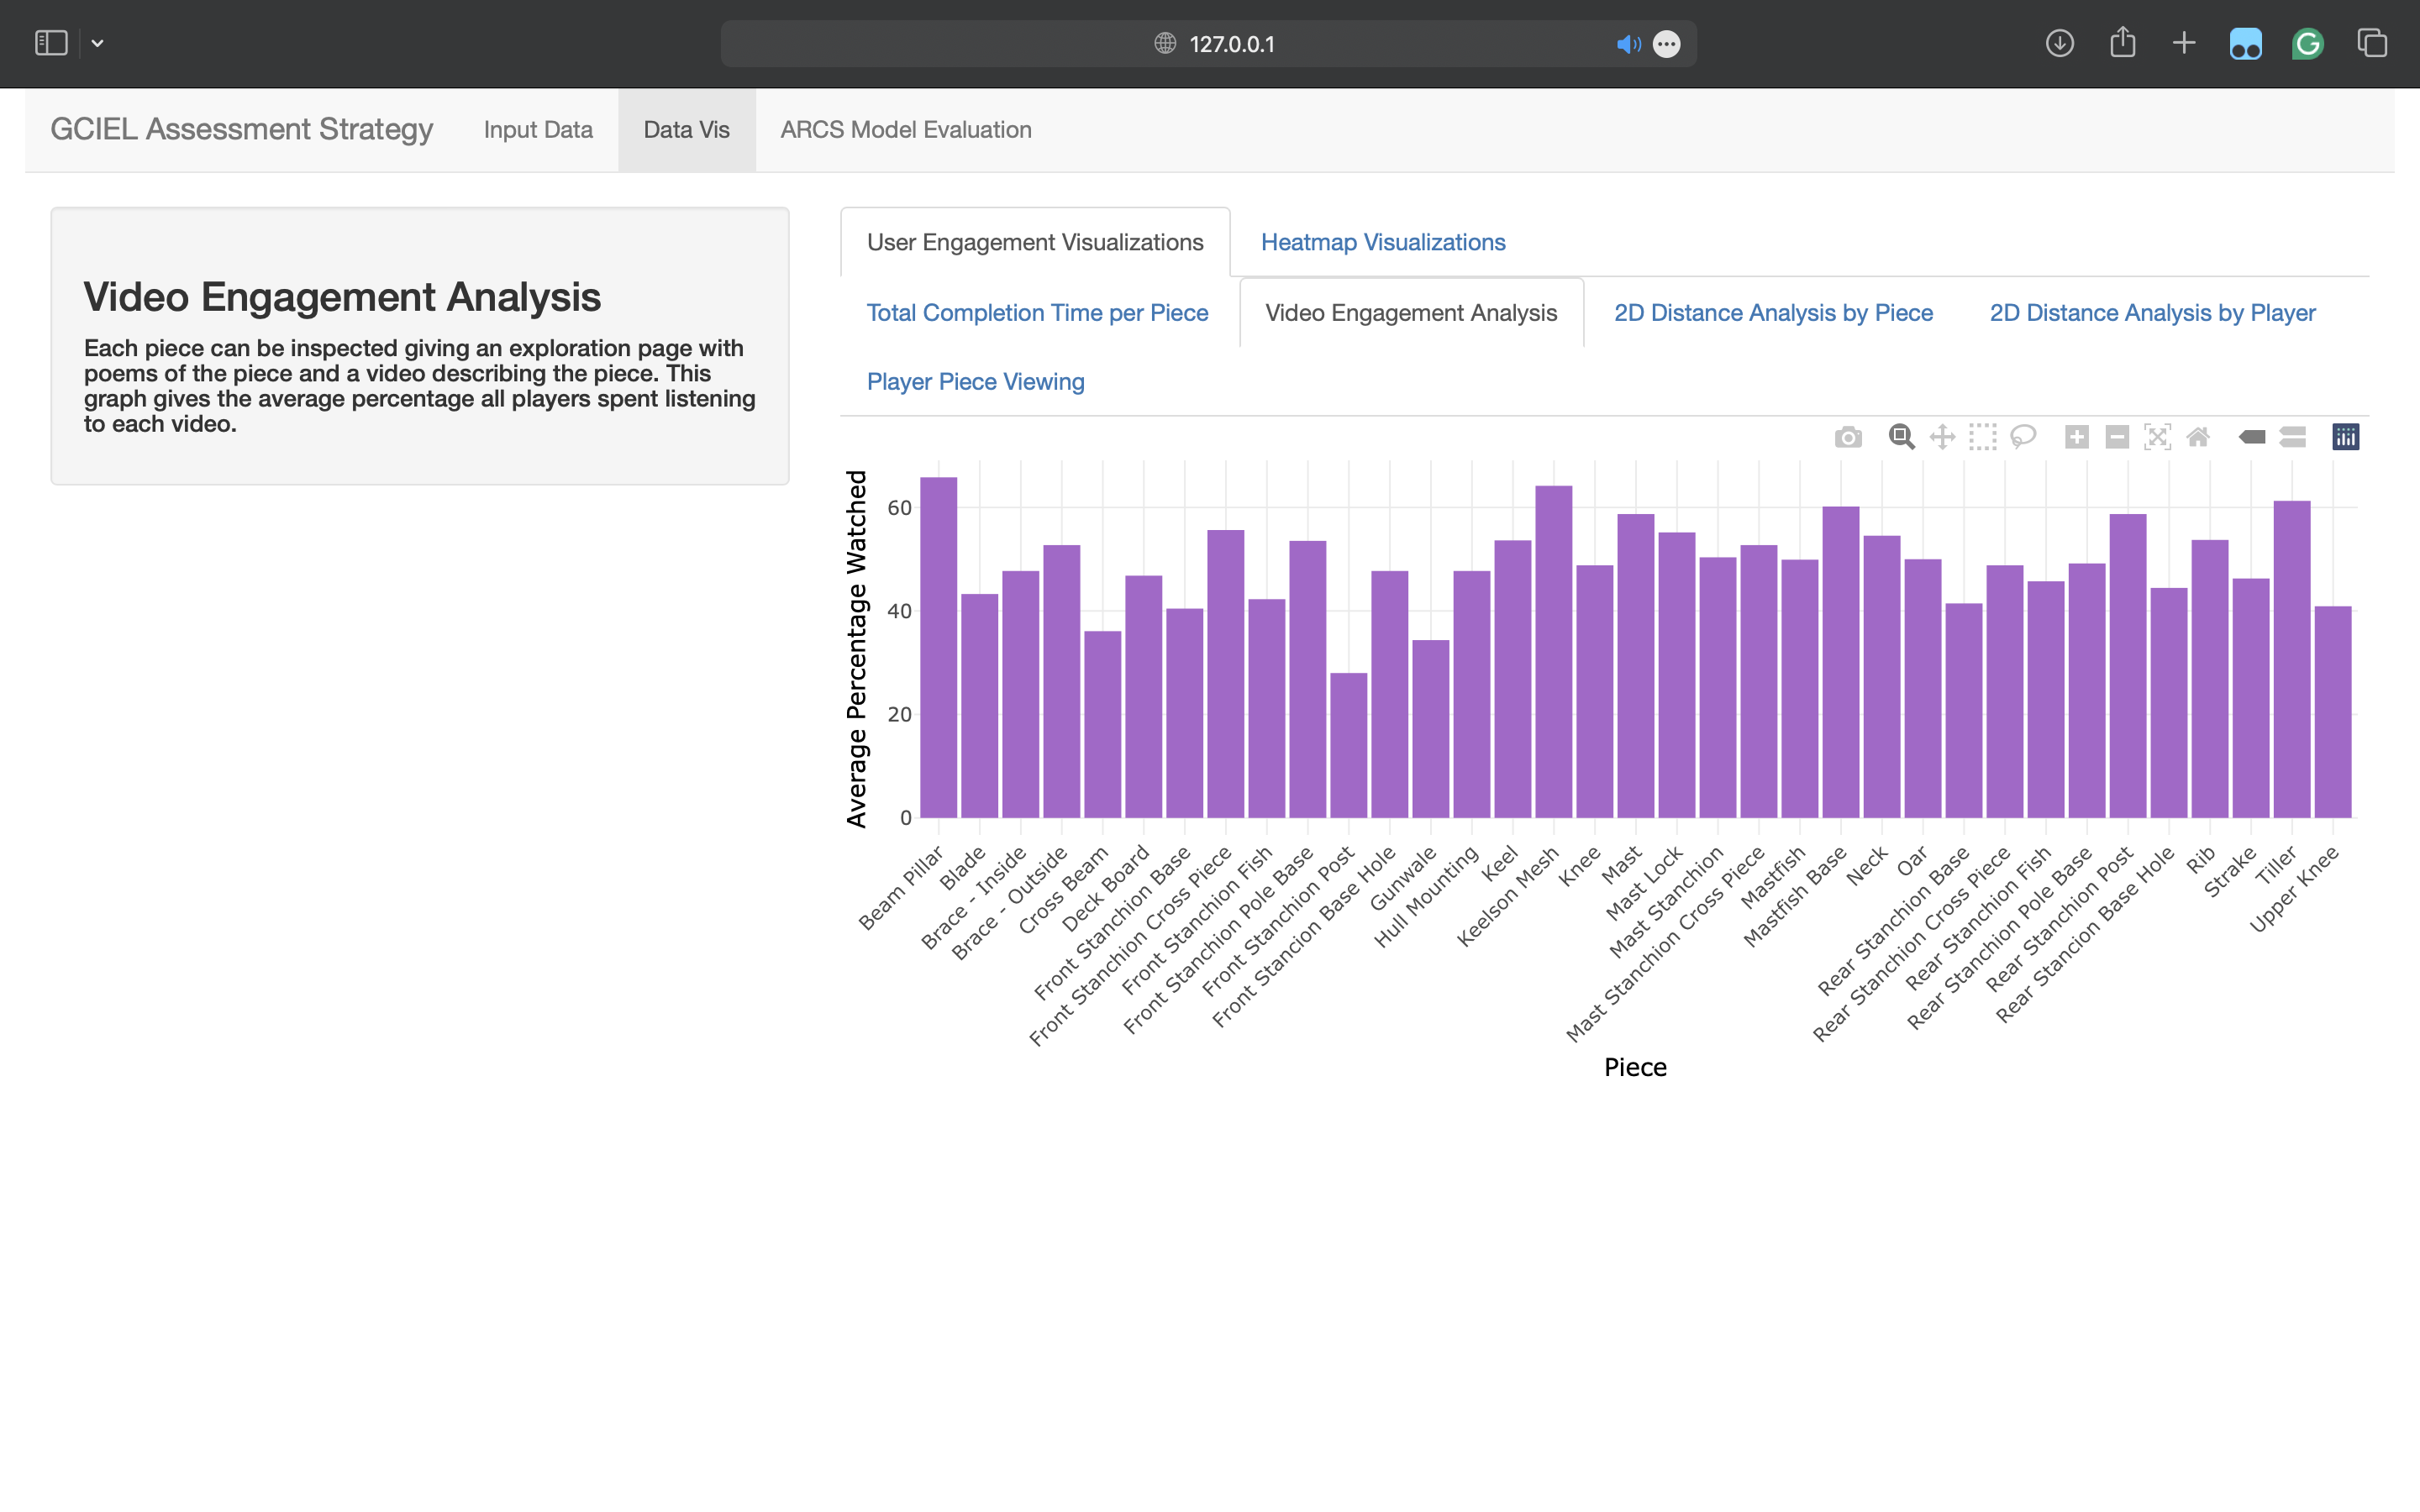 127.0.0.1
GCIEL Assessment Strategy
Input Data
Data Vis
ARCS Model Evaluation
Video Engagement Analysis
Each piece can be inspected giving an exploration page with
poems of the piece and a video describing the piece. This
graph gives the average percentage all players spent listening
to each video.
User Engagement Visualizations
Heatmap Visualizations
Total Completion Time per Piece
Video Engagement Analysis
2D Distance Analysis by Piece
2D Distance Analysis by Player
Player Piece Viewing
Average Percentage Watched
60
40
20
0
Beam Pillar
Blade
Brace - Inside
Brace - Outside
Cross Beam
Deck Board
Front Stanchion Base
Front Stanchion Cross Piece
Front Stanchion Fish
Front Stanchion Pole Base
Front Stanchion Post
Front Stancion Base Hole
Gunwale
Hull Mounting
Keel
Keelson Mesh
Knee
Mast
Mast Lock
Mast Stanchion
Mast Stanchion Cross Piece
Mastfish
Mastfish Base
Neck
Oar
Rear Stanchion Base
Rear Stanchion Cross Piece
Rear Stanchion Fish
Rear Stanchion Pole Base
Rear Stanchion Post
Rear Stancion Base Hole
Rib
Strake
Tiller
Upper Knee
Piece